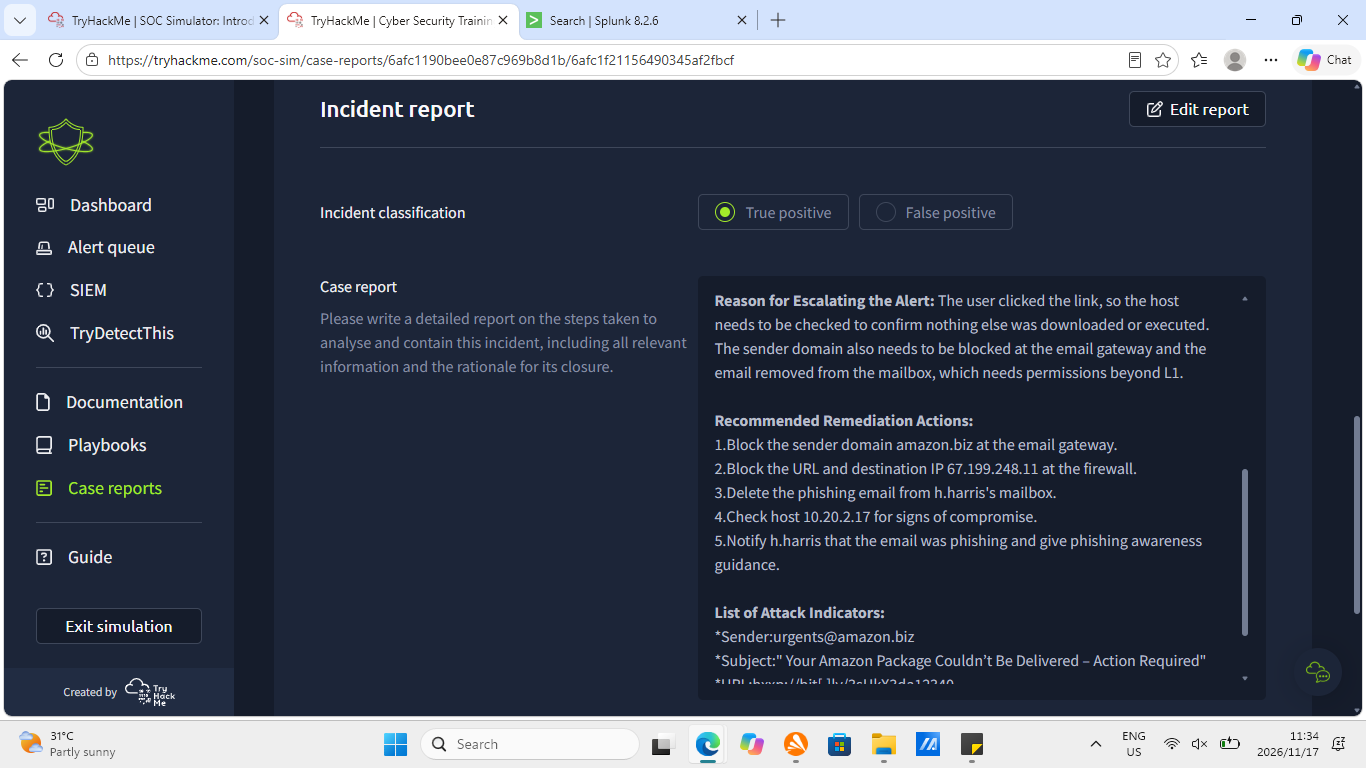 TryHackMe | SOC Simulator: Introd
TryHackMe | Cyber Security Trainin
Search | Splunk 8.2.6
https://tryhackme.com/soc-sim/case-reports/6afc1190bee0e87c969b8d1b/6afc1f21156490345af2fbcf
Chat
Incident report
Edit report
Dashboard
Alert queue
SIEM
TryDetectThis
Documentation
Playbooks
Case reports
Guide
Exit simulation
Created by
Try
Hack
Me
Incident classification
True positive
False positive
Case report
Please write a detailed report on the steps taken to
analyse and contain this incident, including all relevant
information and the rationale for its closure.
Reason for Escalating the Alert: The user clicked the link, so the host
needs to be checked to confirm nothing else was downloaded or executed.
The sender domain also needs to be blocked at the email gateway and the
email removed from the mailbox, which needs permissions beyond L1.
Recommended Remediation Actions:
1.Block the sender domain amazon.biz at the email gateway.
2.Block the URL and destination IP 67.199.248.11 at the firewall.
3.Delete the phishing email from h.harris's mailbox.
4.Check host 10.20.2.17 for signs of compromise.
5.Notify h.harris that the email was phishing and give phishing awareness
guidance.
List of Attack Indicators:
*Sender:urgents@amazon.biz
*Subject:" Your Amazon Package Couldn’t Be Delivered – Action Required"
31°C
Partly sunny
Search
ENG
US
11:34
2026/11/17